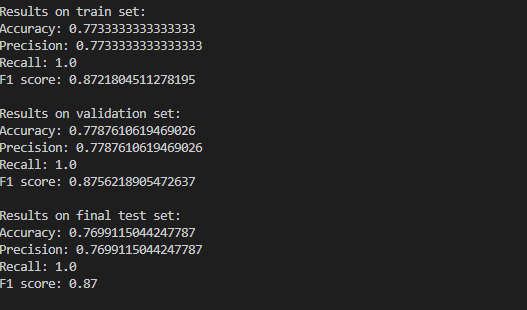 Results on train set:
Accuracy: 0.7733333333333333
Precision: 0.7733333333333333
Recall: 1.0
F1 score: 0.8721804511278195
Results on validation set:
Accuracy: 0.7787610619469026
Precision: 0.7787610619469026
Recall: 1.0
F1 score: 0.8756218905472637
Results on final test set:
Accuracy: 0.7699115044247787
Precision: 0.7699115044247787
Recall: 1.0
F1 score: 0.87